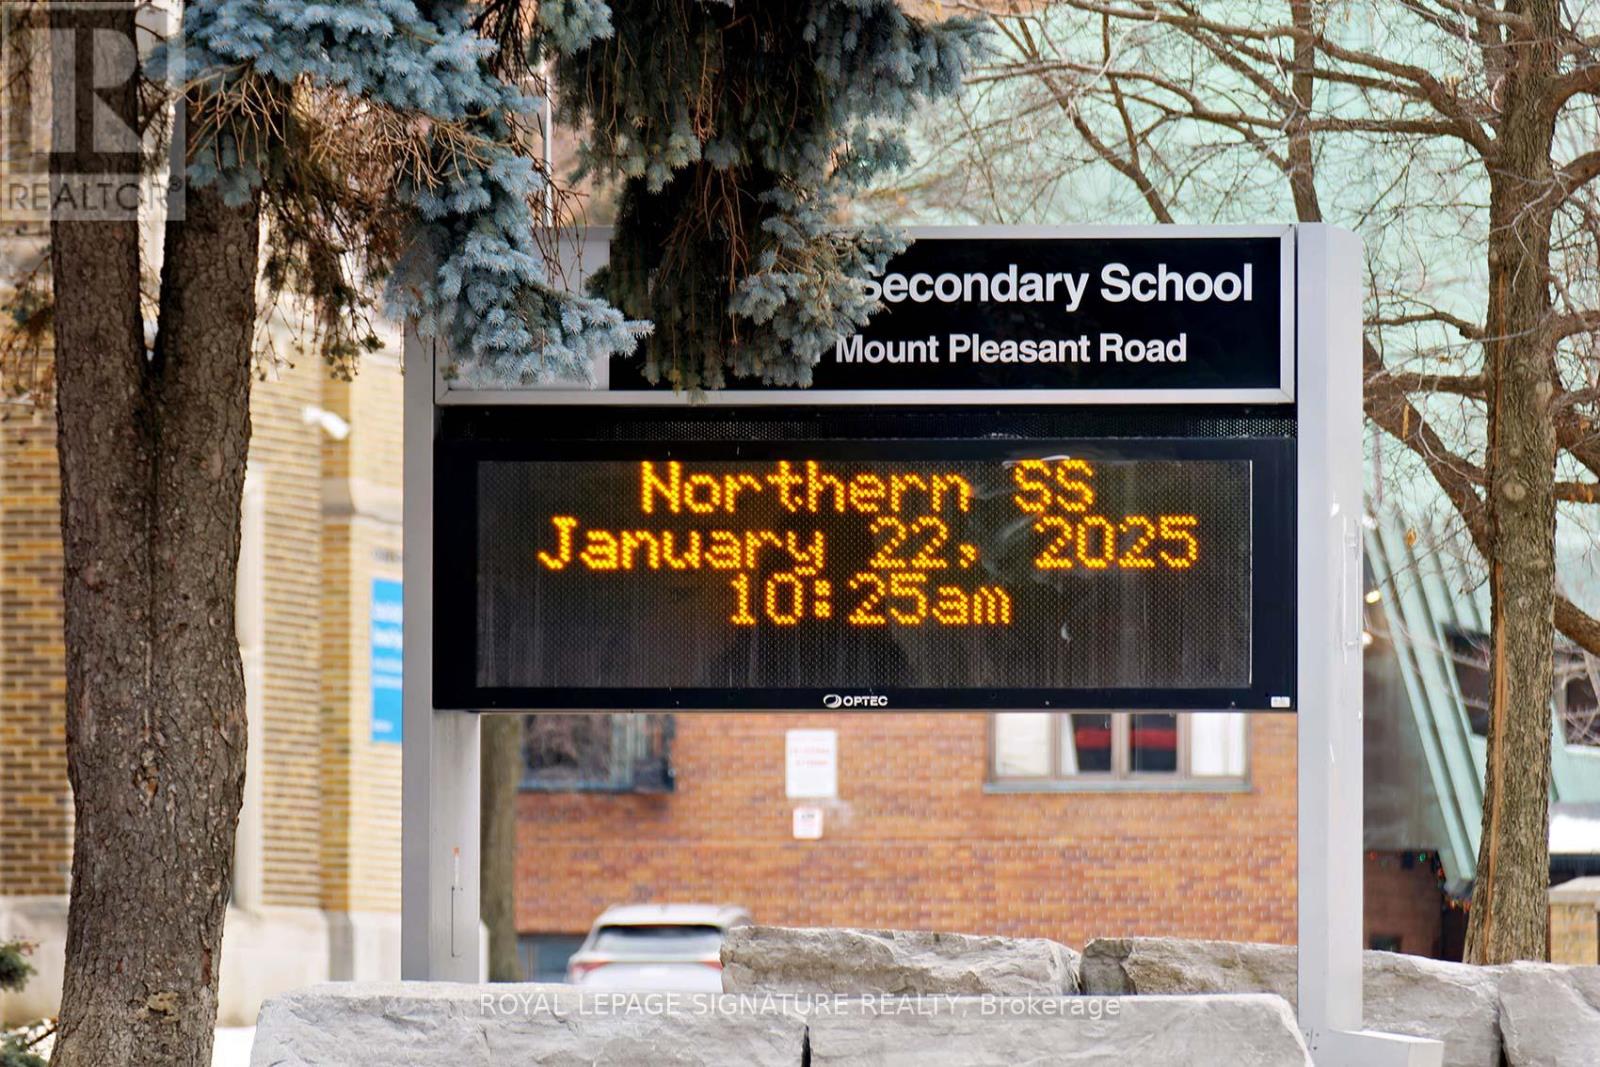 REALTOR®
Secondary School
Mount Pleasant Road
Northern SS
January 22, 2025
10:25am
OPTEC
ROYAL LEPAGE SIGNATURE REALTY, Brokerage